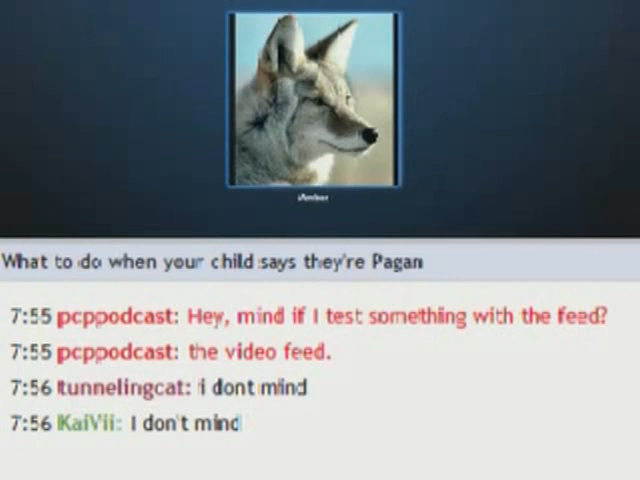 What to do when your child says they're Pagan
7:55 pcppodcast: Hey, mind if I test something with the feed?
7:55 pcppodcast: the video feed.
7:56 tunnelingcat: i dont mind
7:56 KaiVii: I don't mind